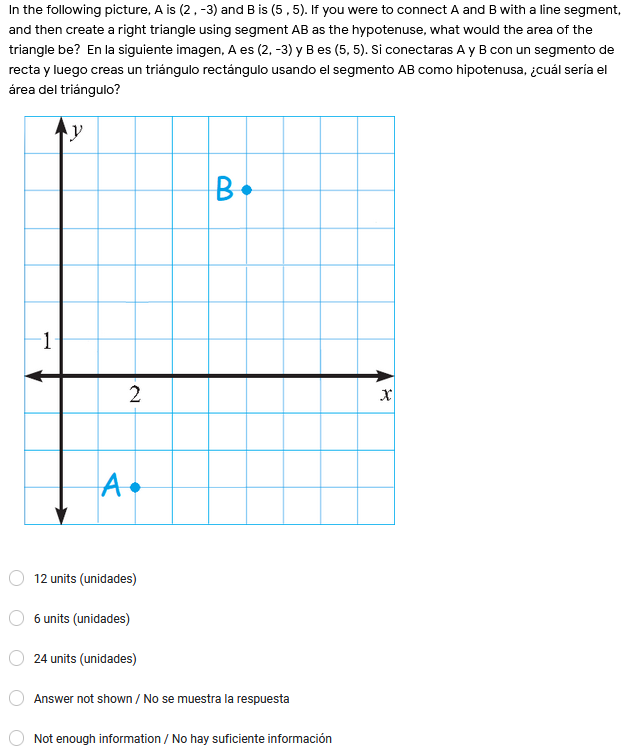 In the following picture, A is (2 , -3) and B is (5 , 5). If you were to connect A and B with a line segment,
and then create a right triangle using segment AB as the hypotenuse, what would the area of the
triangle be?  En la siguiente imagen, A es (2, -3) y B es (5, 5). Si conectaras A y B con un segmento de
recta y luego creas un triángulo rectángulo usando el segmento AB como hipotenusa, ¿cuál sería el
área del triángulo?
y
B
1
2
x
A
12 units (unidades)
6 units (unidades)
24 units (unidades)
Answer not shown / No se muestra la respuesta
Not enough information / No hay suficiente información